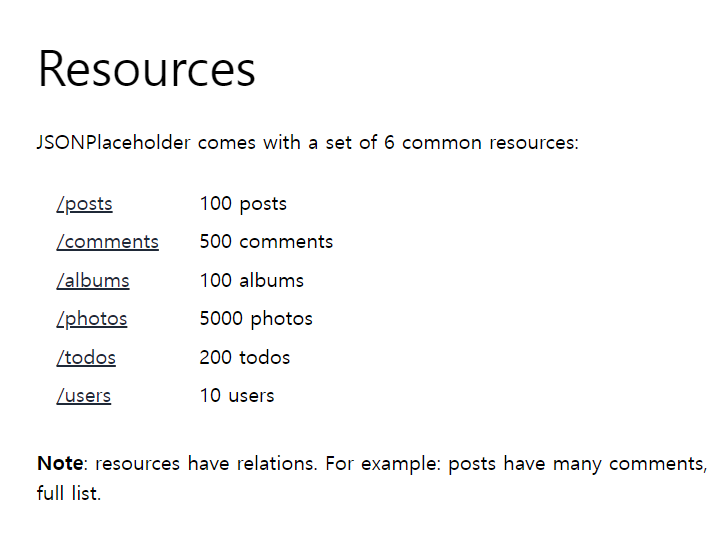 Resources
JSONPlaceholder comes with a set of 6 common resources:
/posts 100 posts
/comments 500 comments
/albums 100 albums
/photos 5000 photos
/todos 200 todos
/users 10 users
Note: resources have relations. For example: posts have many comments,
full list.